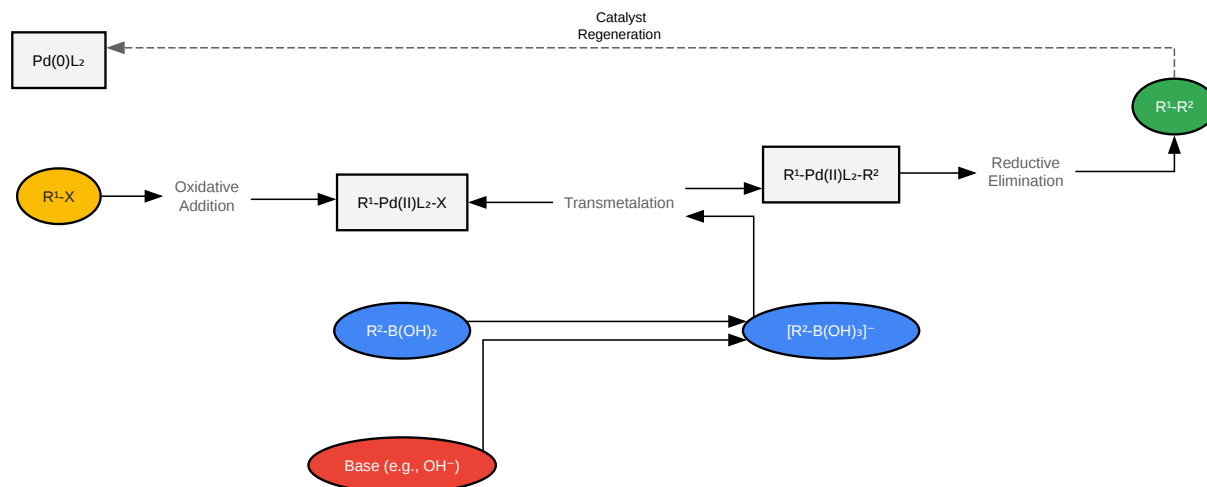 Catalyst
Regeneration
Pd(0)L₂
R¹-R²
R¹-X
Oxidative
Addition
R¹-Pd(II)L₂-X
Transmetalation
R¹-Pd(II)L₂-R²
Reductive
Elimination
R²-B(OH)₂
[R²-B(OH)₃]⁻
Base (e.g., OH⁻)